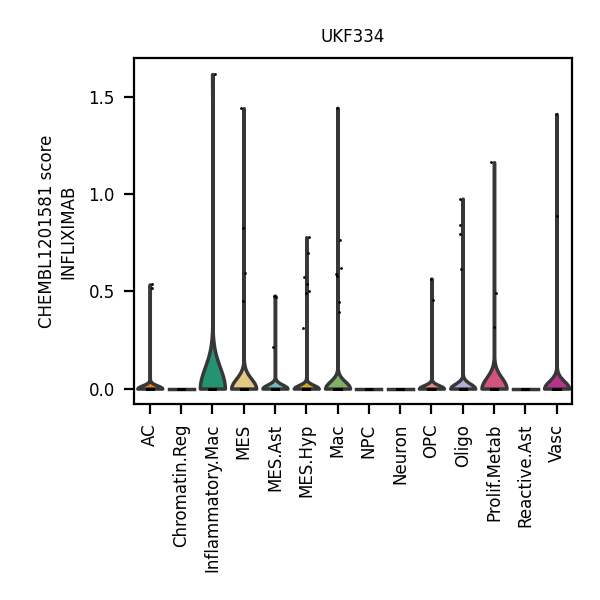 UKF334
CHEMBL1201581 score
INFLIXIMAB
1.5
1.0
0.5
0.0
AC
Chromatin.Reg
Inflammatory.Mac
MES
MES.Ast
MES.Hyp
Mac
NPC
Neuron
OPC
Oligo
Prolif.Metab
Reactive.Ast
Vasc